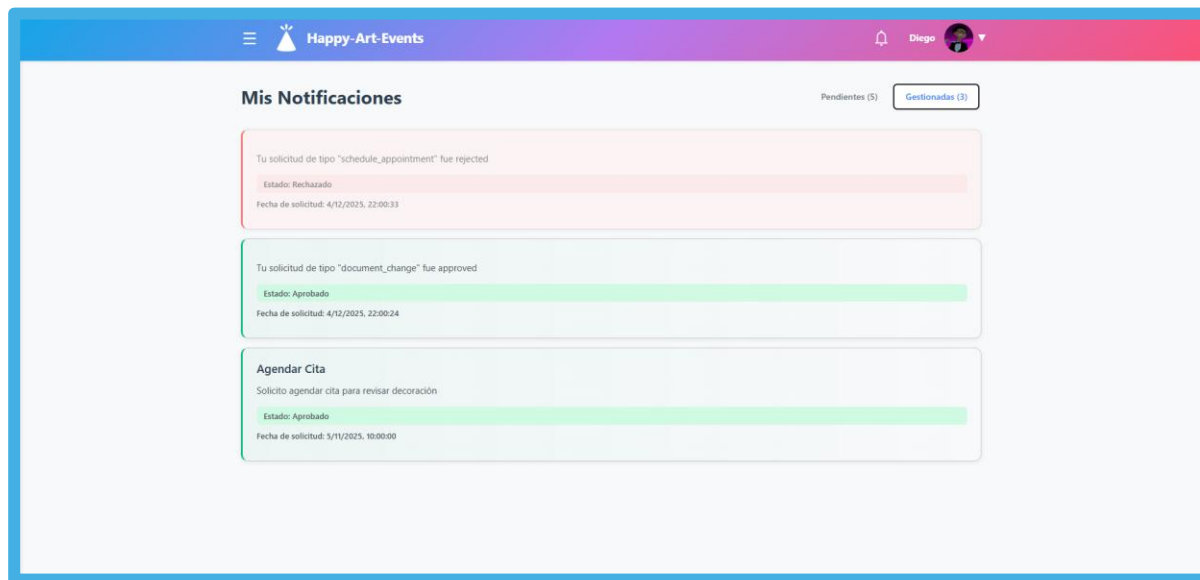 Happy-Art-Events
Diego
Mis Notificaciones
Pendientes (5)
Gestionadas (3)
Tu solicitud de tipo "schedule_appointment" fue rejected
Estado: Rechazado
Fecha de solicitud: 4/12/2025, 22:00:33
Tu solicitud de tipo "document_change" fue approved
Estado: Aprobado
Fecha de solicitud: 4/12/2025, 22:00:24
Agendar Cita
Solicito agendar cita para revisar decoración
Estado: Aprobado
Fecha de solicitud: 5/11/2025, 10:00:00